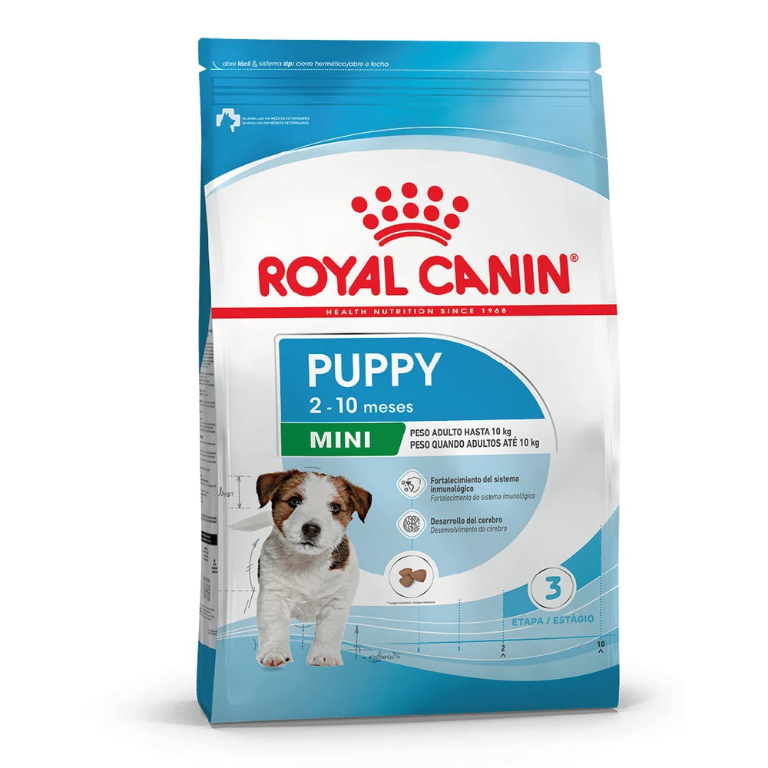 abre fácil & sistema zip: cierre hermético/abre e fecha
ROYAL CANIN®
HEALTH NUTRITION SINCE 1968
PUPPY
2 - 10 meses
MINI
PESO ADULTO HASTA 10 kg
PESO QUANDO ADULTOS ATÉ 10 kg
Fortalecimiento del sistema
inmunológico
Fortalecimento do sistema imunológico
Desarrollo del cerebro
Desenvolvimento do cérebro
3
ETAPA / ESTÁGIO
1
2
10